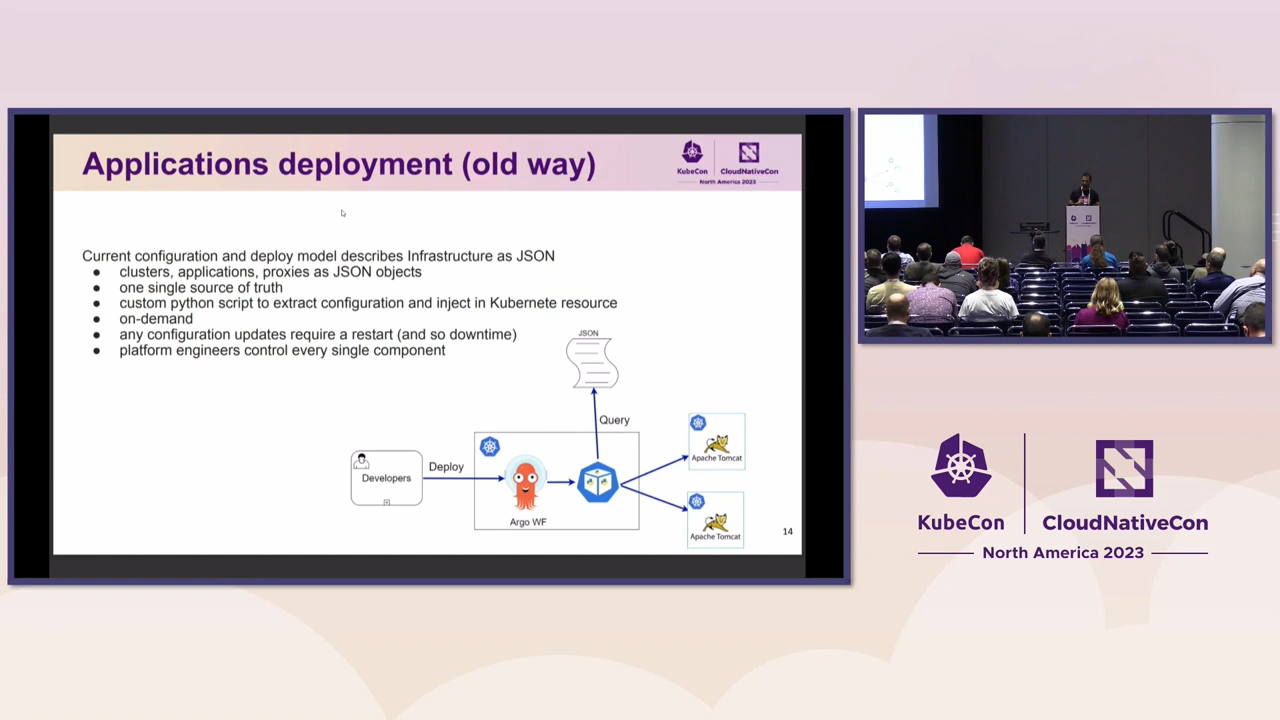 Applications deployment (old way)
KubeCon
CloudNativeCon
North America 2023
Current configuration and deploy model describes Infrastructure as JSON
● clusters, applications, proxies as JSON objects
● one single source of truth
● custom python script to extract configuration and inject in Kubernete resource
● on-demand
● any configuration updates require a restart (and so downtime)
● platform engineers control every single component
JSON
Query
Developers
Deploy
Argo WF
Apache Tomcat
Apache Tomcat
14
KubeCon
CloudNativeCon
North America 2023